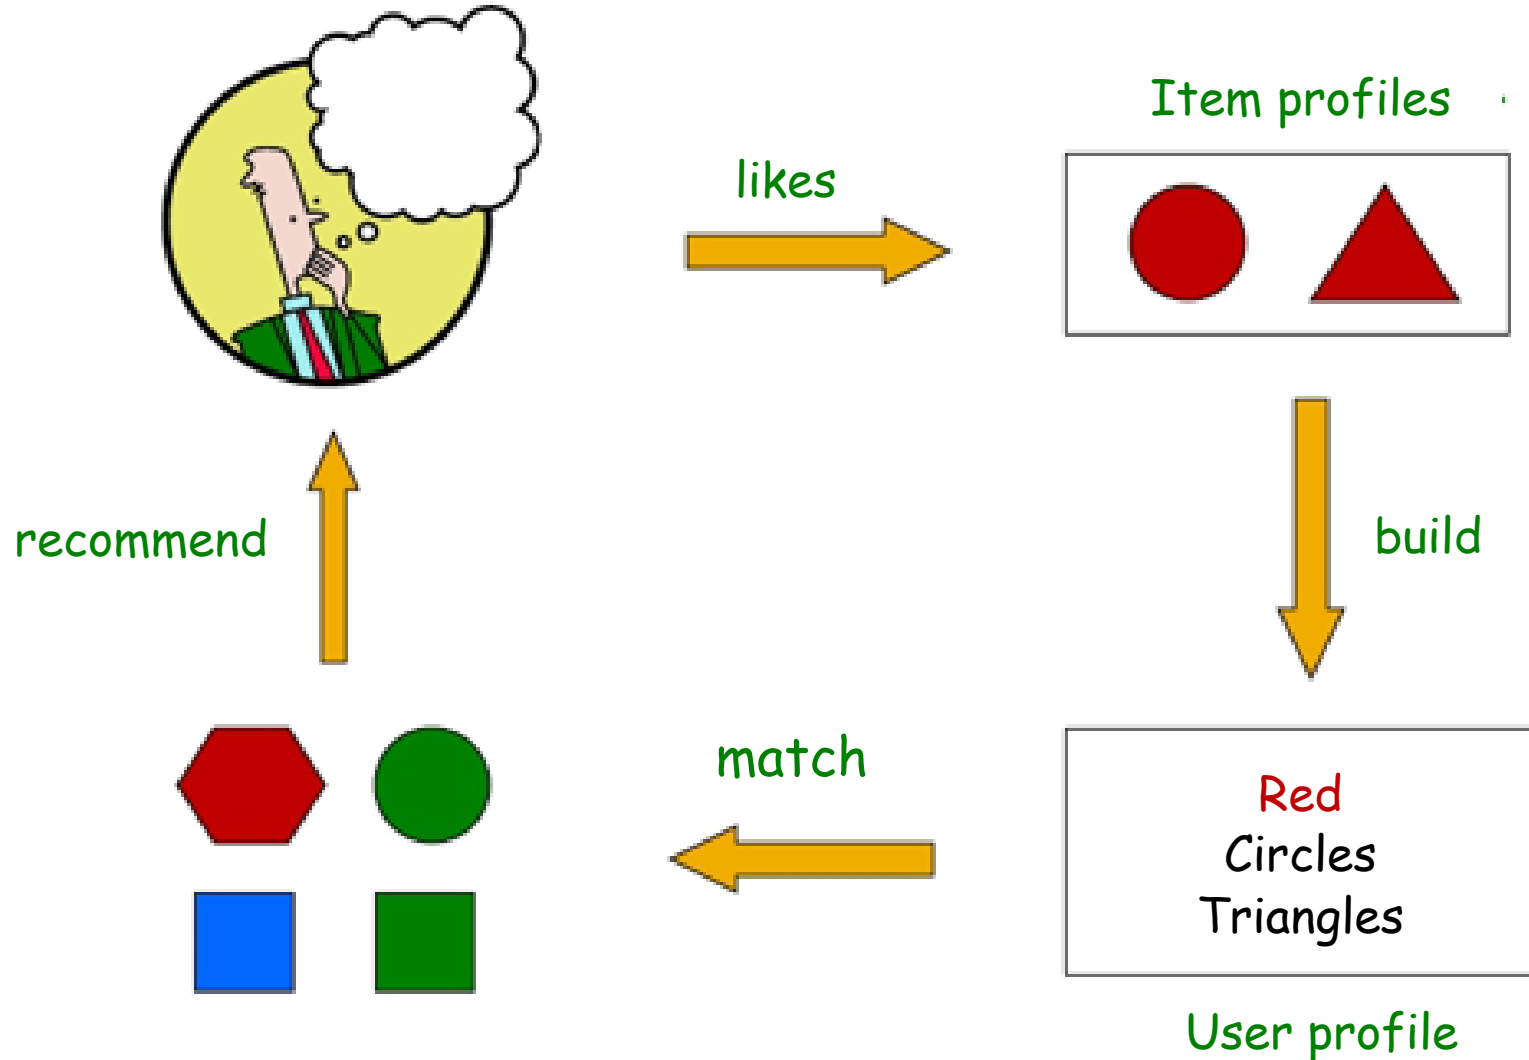 Item profiles
likes
recommend
build
match
Red
Circles
Triangles
User profile